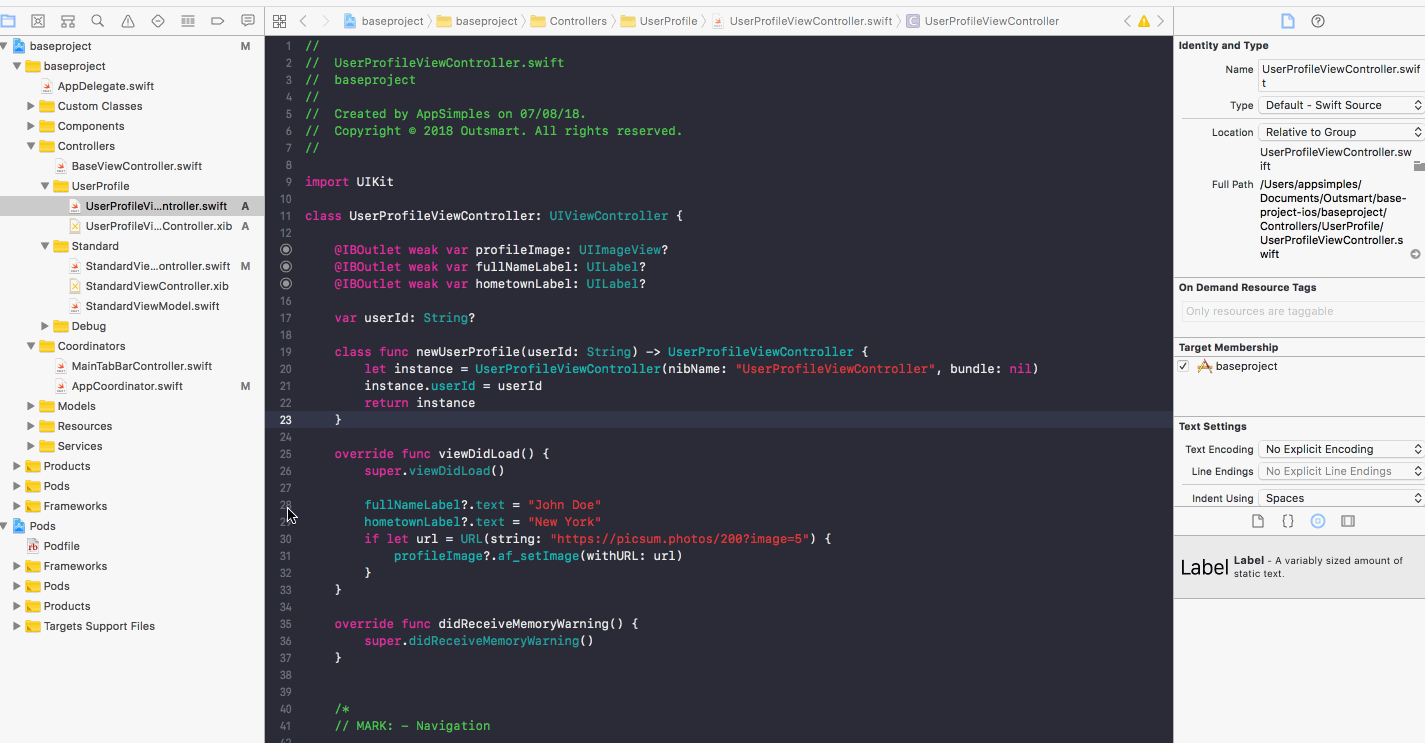 baseproject 〉 baseproject 〉 Controllers 〉 UserProfile 〉 UserProfileViewController.swift 〉 C UserProfileViewController
baseproject M
baseproject
AppDelegate.swift
Custom Classes
Components
Controllers
BaseViewController.swift
UserProfile
UserProfileVi...ntroller.swift A
UserProfileVi...Controller.xib A
Standard
StandardVie...ontroller.swift M
StandardViewController.xib
StandardViewModel.swift
Debug
Coordinators
MainTabBarController.swift
AppCoordinator.swift M
Models
Resources
Services
Products
Pods
Frameworks
Pods
Podfile
Frameworks
Pods
Products
Targets Support Files
1 //
2 //  UserProfileViewController.swift
3 //  baseproject
4 //
5 //  Created by AppSimples on 07/08/18.
6 //  Copyright © 2018 Outsmart. All rights reserved.
7 //
8
9 import UIKit
10
11 class UserProfileViewController: UIViewController {
12
@IBOutlet weak var profileImage: UIImageView?
@IBOutlet weak var fullNameLabel: UILabel?
@IBOutlet weak var hometownLabel: UILabel?
16
17 var userId: String?
18
19 class func newUserProfile(userId: String) -> UserProfileViewController {
20 let instance = UserProfileViewController(nibName: "UserProfileViewController", bundle: nil)
21 instance.userId = userId
22 return instance
23 }
24
25 override func viewDidLoad() {
26 super.viewDidLoad()
27
28 fullNameLabel?.text = "John Doe"
hometownLabel?.text = "New York"
30 if let url = URL(string: "https://picsum.photos/200?image=5") {
31 profileImage?.af_setImage(withURL: url)
32 }
33 }
34
35 override func didReceiveMemoryWarning() {
36 super.didReceiveMemoryWarning()
37 }
38
39
40 /*
41 // MARK: - Navigation
Identity and Type
Name UserProfileViewController.swif
t
Type Default - Swift Source
Location Relative to Group
UserProfileViewController.sw
ift
Full Path /Users/appsimples/
Documents/Outsmart/base-
project-ios/baseproject/
Controllers/UserProfile/
UserProfileViewController.s
wift
On Demand Resource Tags
Only resources are taggable
Target Membership
baseproject
Text Settings
Text Encoding No Explicit Encoding
Line Endings No Explicit Line Endings
Indent Using Spaces
Label Label - A variably sized amount of
static text.